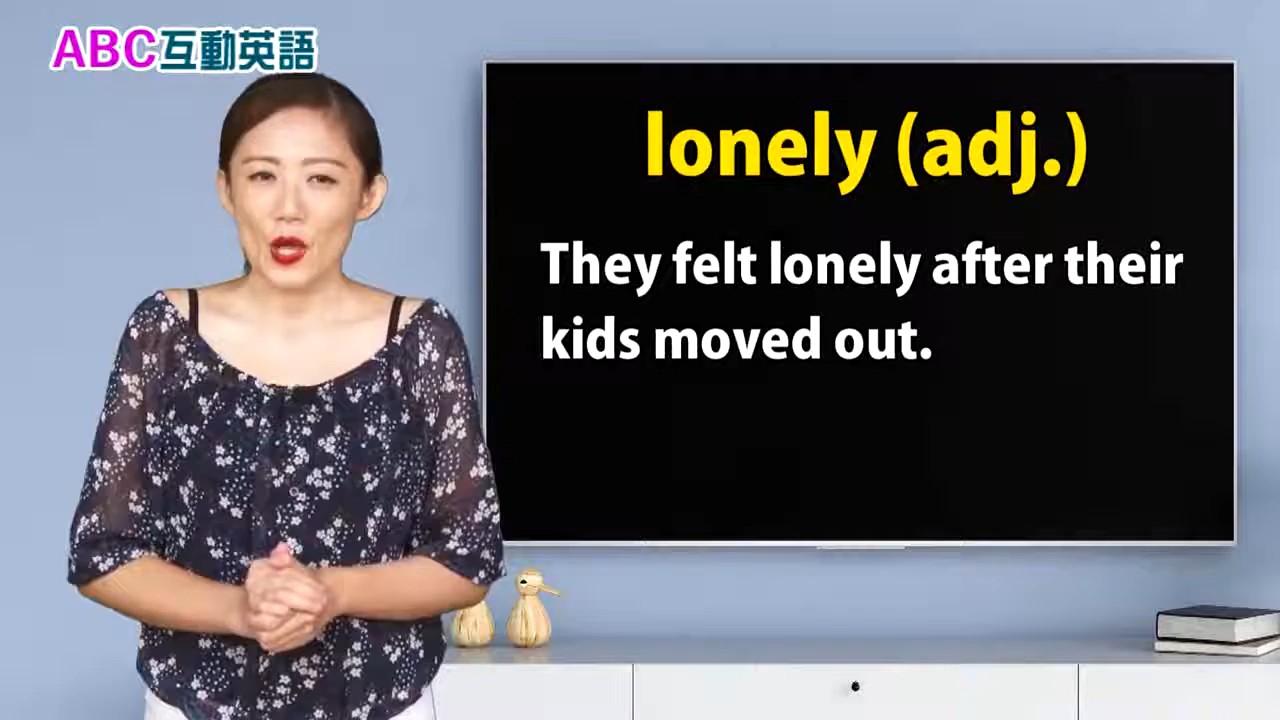 ABC互動英語
lonely (adj.)
They felt lonely after their
kids moved out.